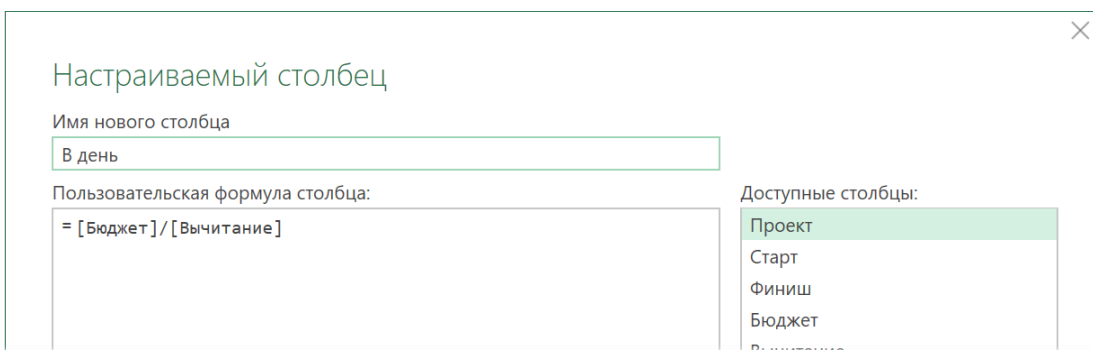 Настраиваемый столбец
Имя нового столбца
В день
Пользовательская формула столбца:
= [Бюджет]/[Вычитание]
Доступные столбцы:
Проект
Старт
Финиш
Бюджет